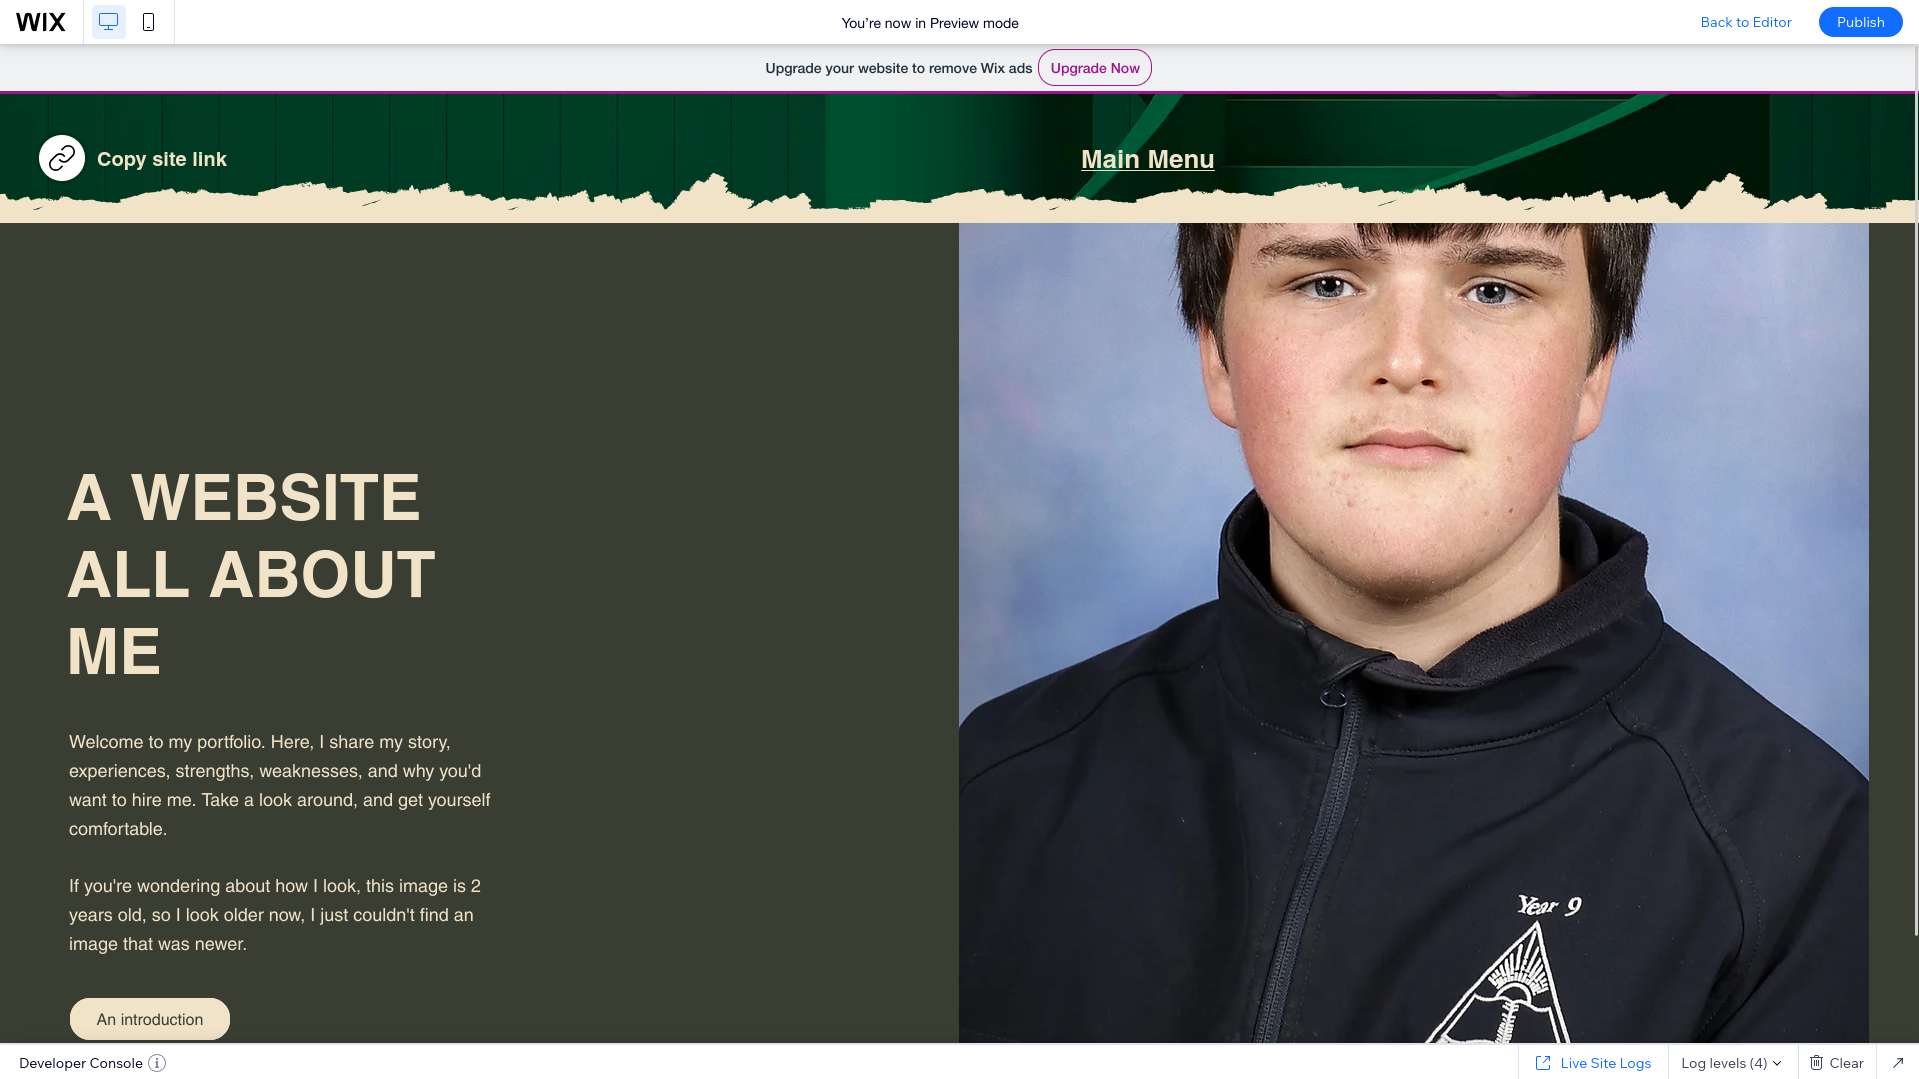 WIX
You're now in Preview mode
Back to Editor
Publish
Upgrade your website to remove Wix ads
Upgrade Now
Copy site link
Main Menu
A WEBSITE
ALL ABOUT
ME
Welcome to my portfolio. Here, I share my story,
experiences, strengths, weaknesses, and why you'd
want to hire me. Take a look around, and get yourself
comfortable.
If you're wondering about how I look, this image is 2
years old, so I look older now, I just couldn't find an
image that was newer.
An introduction
Year 9
Developer Console
Live Site Logs
Log levels (4)
Clear